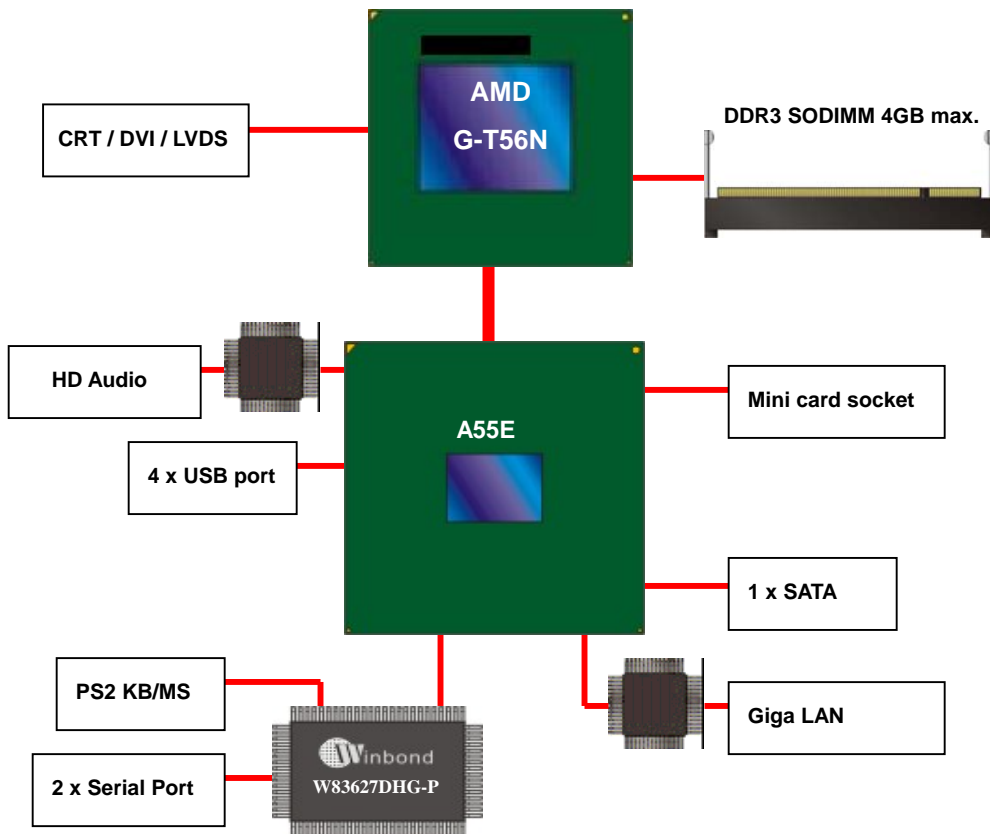 AMD
G-T56N
CRT / DVI / LVDS
DDR3 SODIMM 4GB max.
HD Audio
Mini card socket
A55E
4 x USB port
1 x SATA
PS2 KB/MS
Giga LAN
Winbond
W83627DHG-P
2 x Serial Port